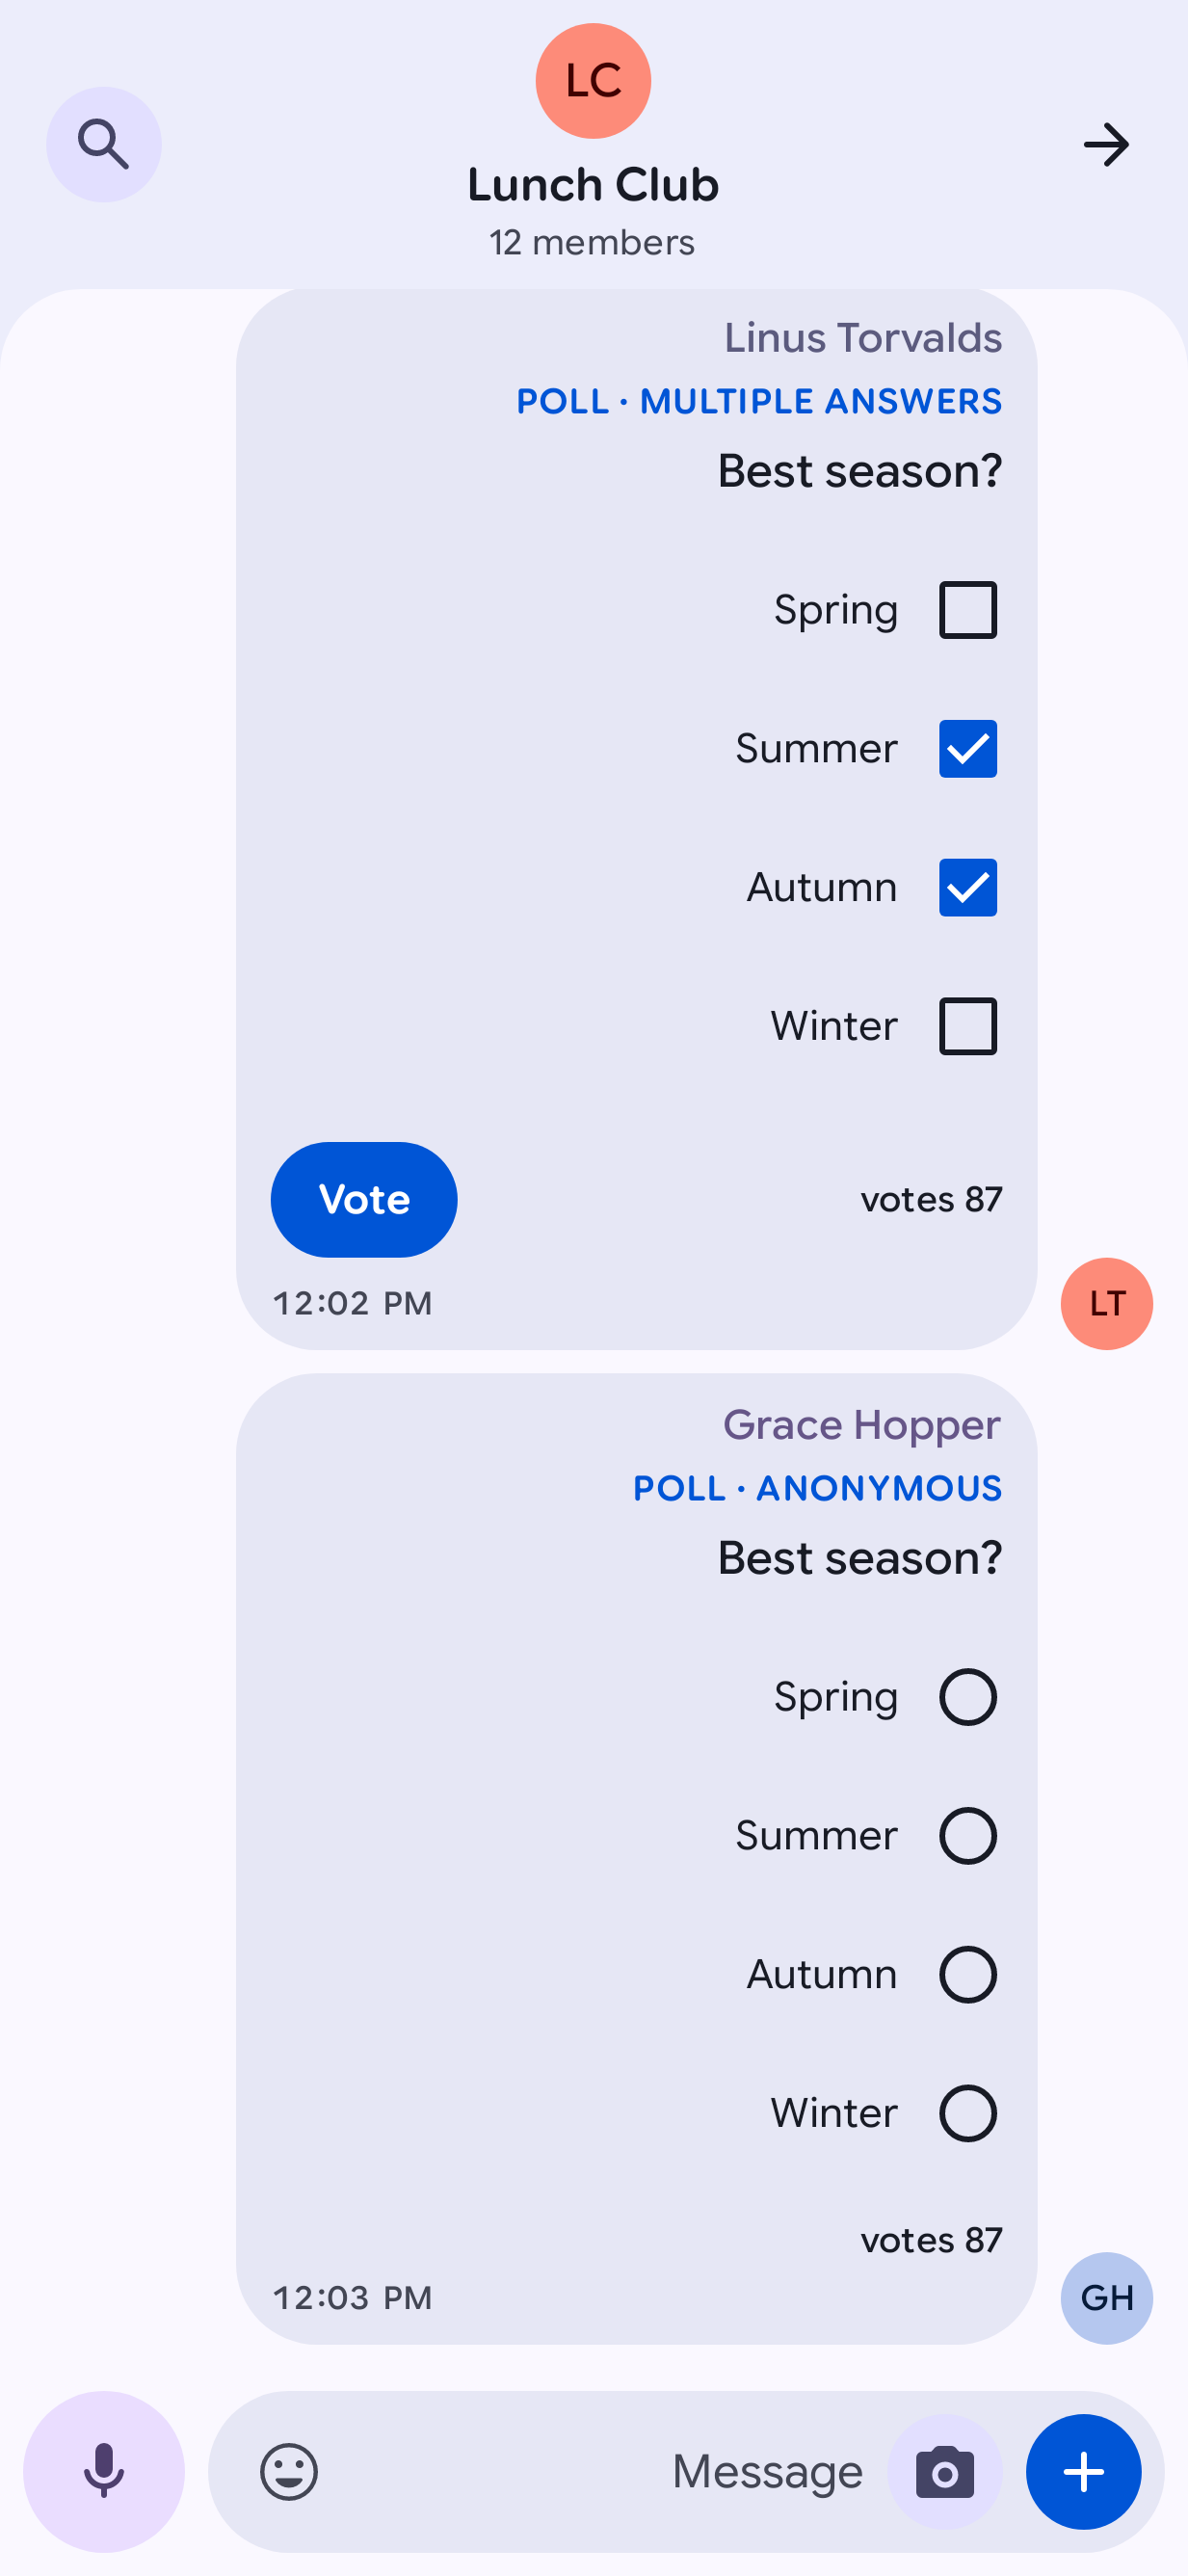 LC
Lunch Club
12 members
Linus Torvalds
POLL · MULTIPLE ANSWERS
Best season?
Spring
Summer
Autumn
Winter
Vote
votes 87
12:02 PM
LT
Grace Hopper
POLL · ANONYMOUS
Best season?
Spring
Summer
Autumn
Winter
votes 87
12:03 PM
GH
Message